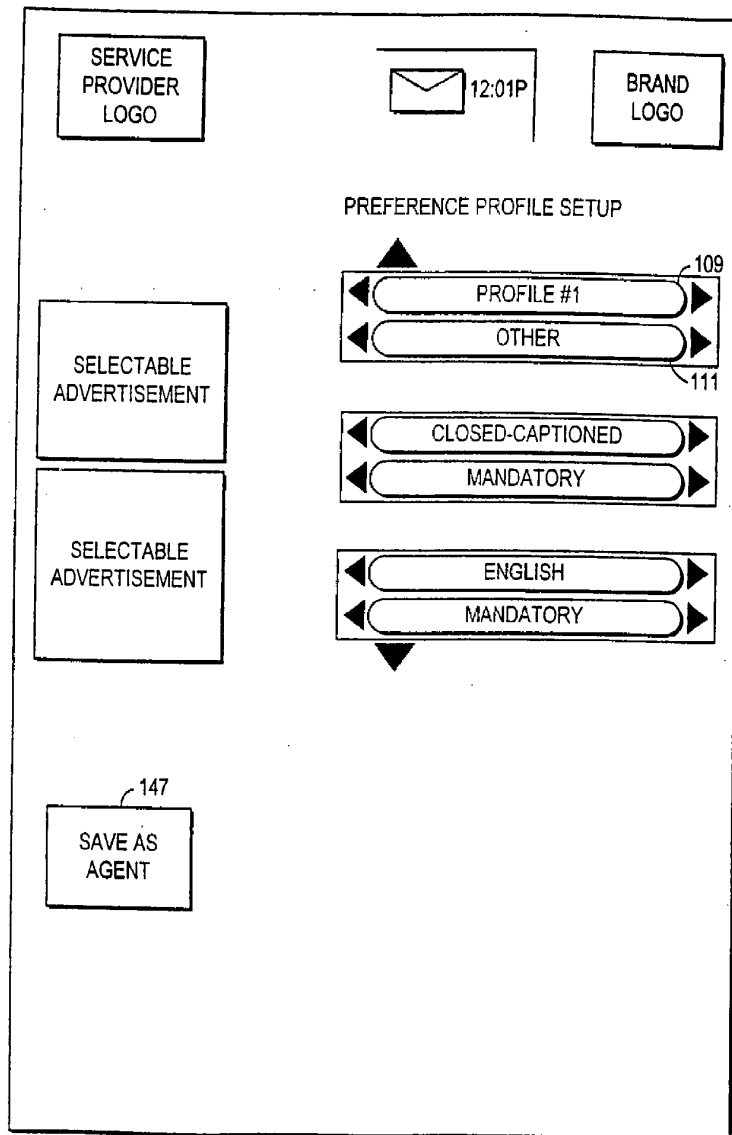 SERVICE
PROVIDER
LOGO
12:01P
BRAND
LOGO
PREFERENCE PROFILE SETUP
109
PROFILE #1
OTHER
111
SELECTABLE
ADVERTISEMENT
CLOSED-CAPTIONED
MANDATORY
SELECTABLE
ADVERTISEMENT
ENGLISH
MANDATORY
147
SAVE AS
AGENT